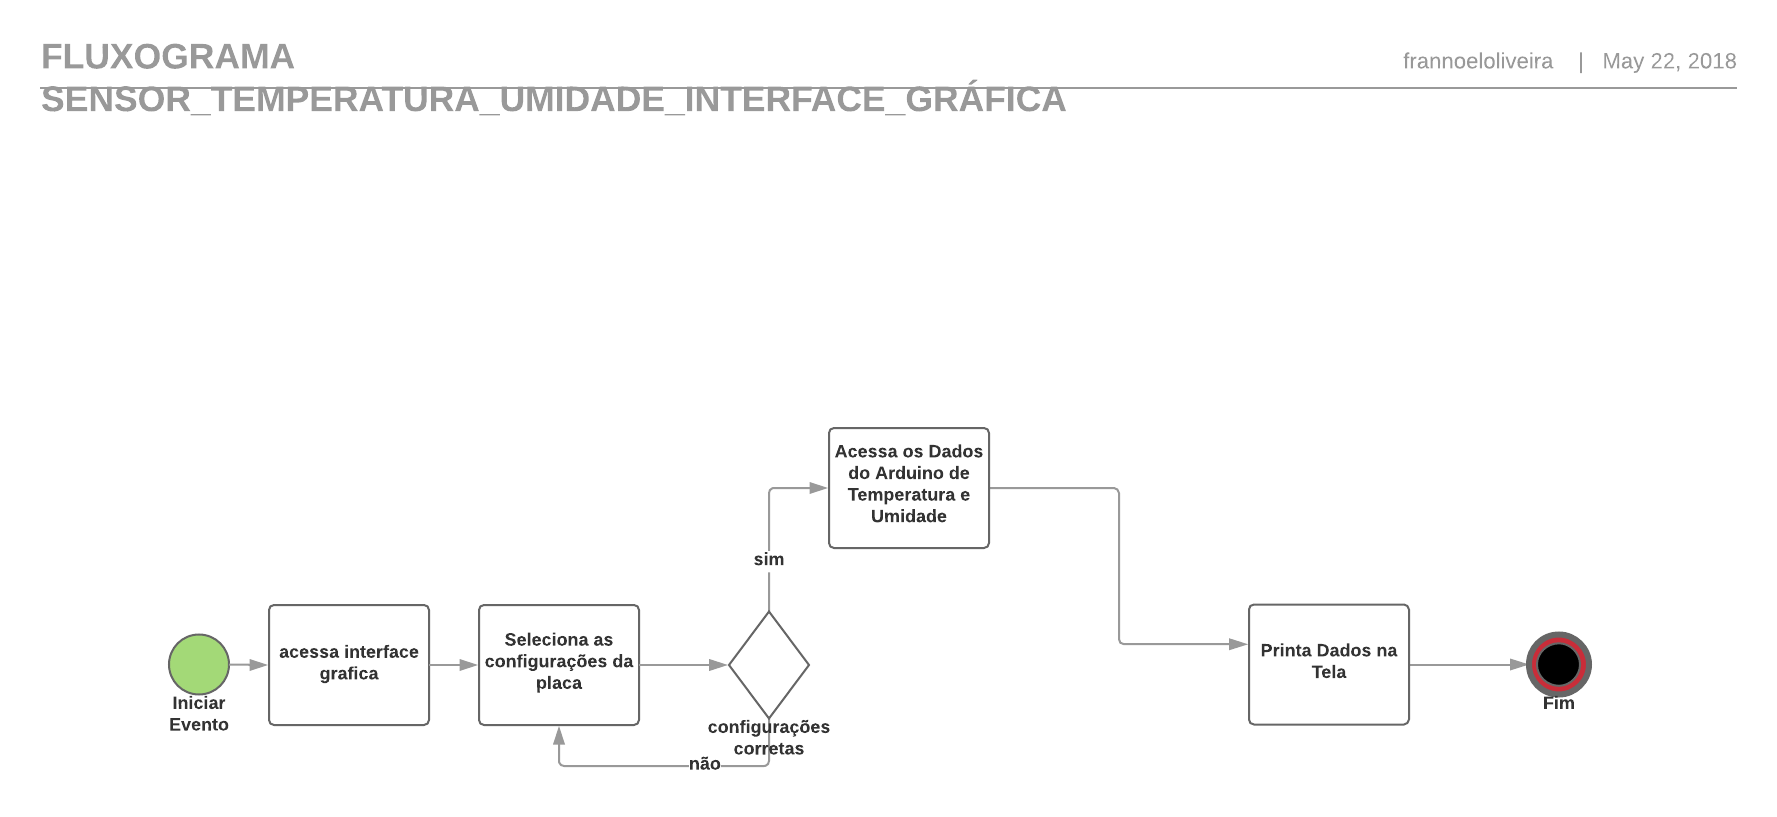 FLUXOGRAMA
frannoeloliveira | May 22, 2018
SENSOR_TEMPERATURA_UMIDADE_INTERFACE_GRÁFICA
Acessa os Dados
do Arduino de
Temperatura e
Umidade
sim
Iniciar
Evento
acessa interface
grafica
Seleciona as
configurações da
placa
configurações
corretas
não
Printa Dados na
Tela
Fim